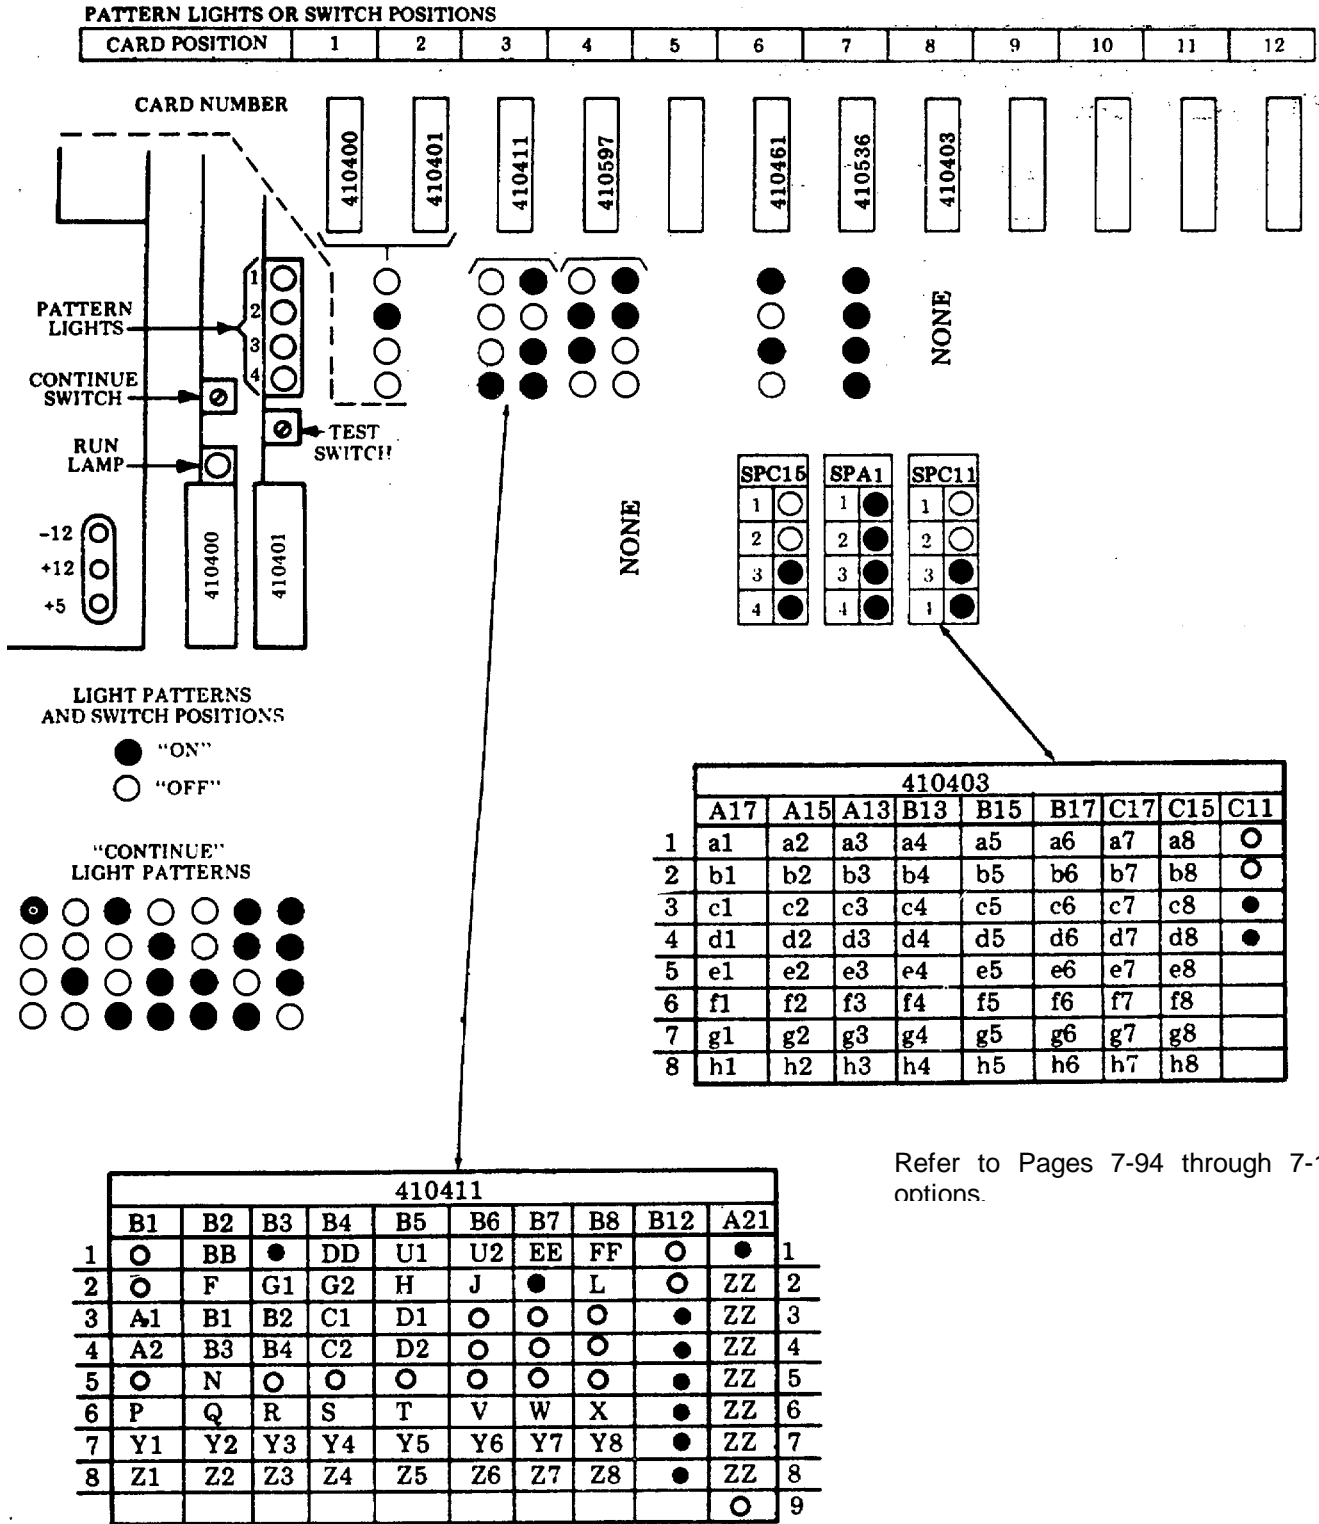 PATTERN LIGHTS OR SWITCH POSITIONS
CARD POSITION 1 2 3 4 5 6 7 8 9 10 11 12
CARD NUMBER
410400 410401 410411 410597 410461 410536 410403
1
2
3
4
PATTERN
LIGHTS
CONTINUE
SWITCH
TEST
SWITCH
RUN
LAMP
-12
+12
+5
410400
410401
NONE
NONE
SPC15 SPA1 SPC11
1 1 1
2 2 2
3 3 3
4 4 4
LIGHT PATTERNS
AND SWITCH POSITIONS
"ON"
"OFF"
"CONTINUE"
LIGHT PATTERNS
410403
A17 A15 A13 B13 B15 B17 C17 C15 C11
1 a1 a2 a3 a4 a5 a6 a7 a8
2 b1 b2 b3 b4 b5 b6 b7 b8
3 c1 c2 c3 c4 c5 c6 c7 c8
4 d1 d2 d3 d4 d5 d6 d7 d8
5 e1 e2 e3 e4 e5 e6 e7 e8
6 f1 f2 f3 f4 f5 f6 f7 f8
7 g1 g2 g3 g4 g5 g6 g7 g8
8 h1 h2 h3 h4 h5 h6 h7 h8
Refer to Pages 7-94 through
options.
410411
B1 B2 B3 B4 B5 B6 B7 B8 B12 A21
1 BB DD U1 U2 EE FF 1
2 F G1 G2 H J L ZZ 2
3 A1 B1 B2 C1 D1 ZZ 3
4 A2 B3 B4 C2 D2 ZZ 4
5 N ZZ 5
6 P Q R S T V W X ZZ 6
7 Y1 Y2 Y3 Y4 Y5 Y6 Y7 Y8 ZZ 7
8 Z1 Z2 Z3 Z4 Z5 Z6 Z7 Z8 ZZ 8
9